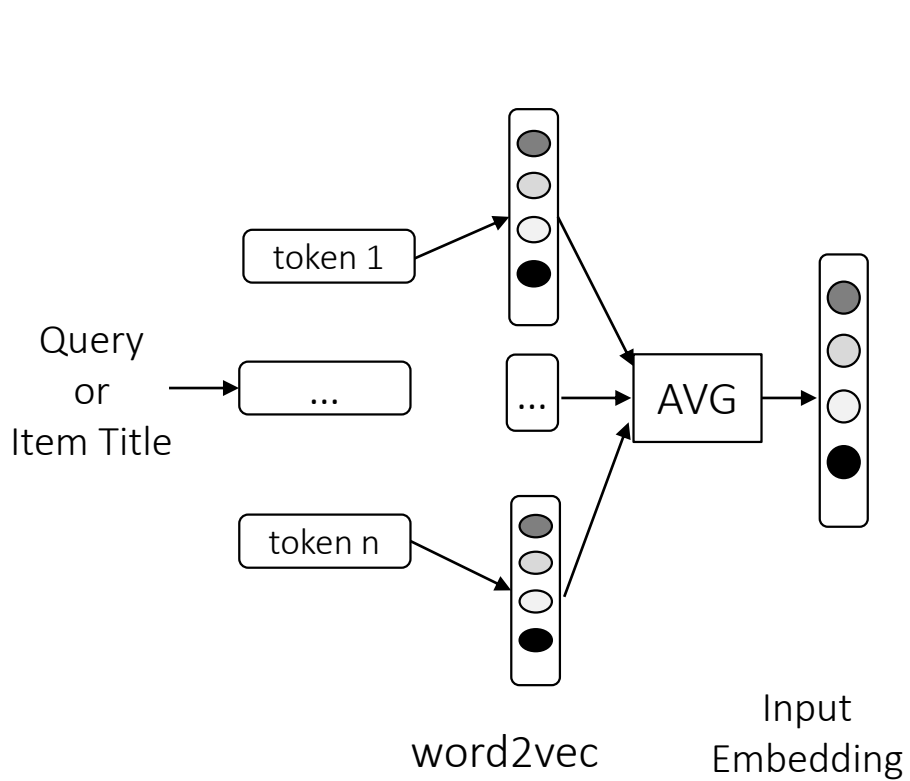 token 1
Query
or
Item Title
...
...
AVG
token n
word2vec
Input
Embedding